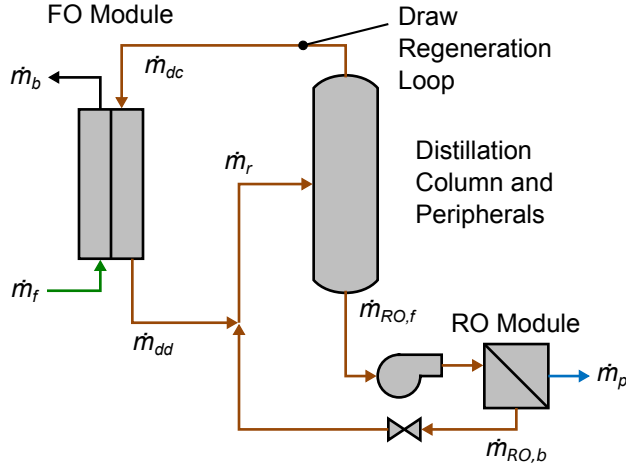 FO Module
Draw
Regeneration
Loop
ṁdc
ṁb
ṁr
Distillation
Column and
Peripherals
ṁf
ṁRO,f
RO Module
ṁdd
ṁp
ṁRO,b